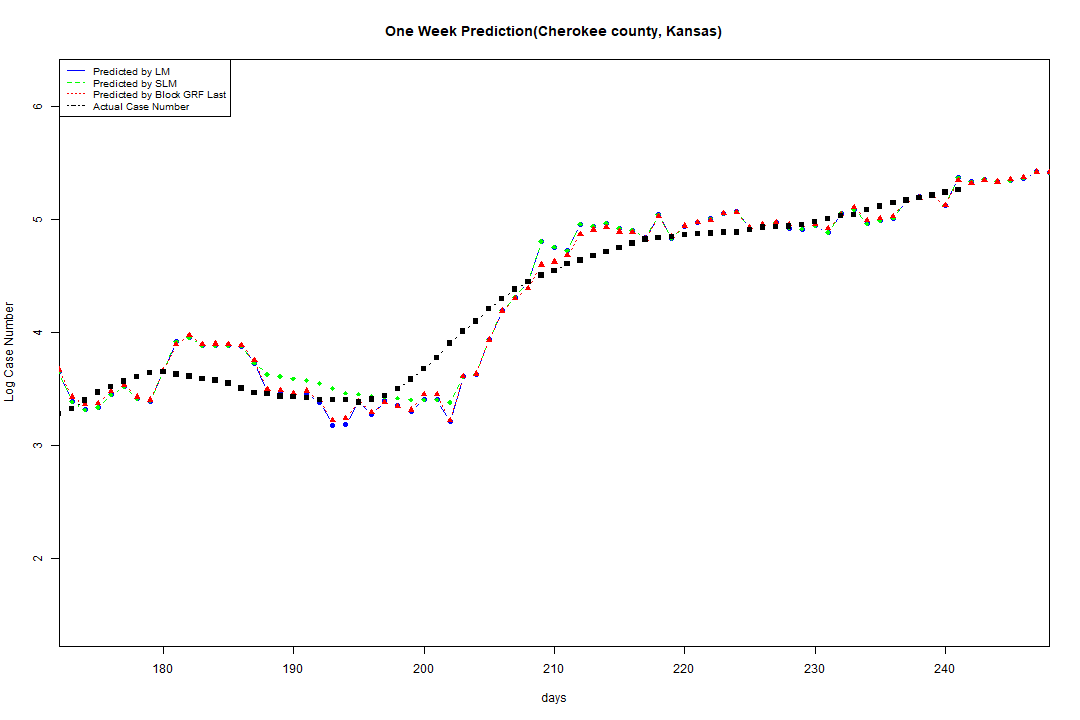 One Week Prediction(Cherokee county, Kansas)
Predicted by LM
Predicted by SLM
Predicted by Block GRF Last
Actual Case Number
6
5
4
3
2
Log Case Number
180 190 200 210 220 230 240
days